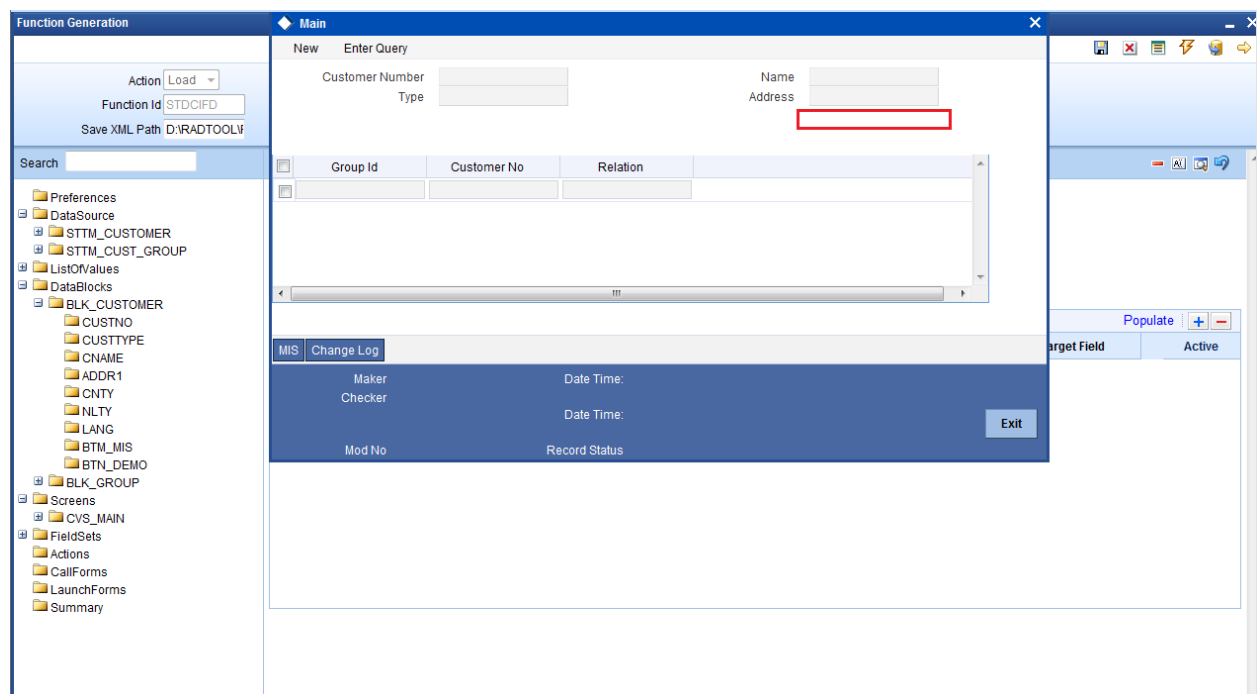 Function Generation
Action Load
Function Id STDCIFD
Save XML Path D:\RADTOOL\
Search
Preferences
DataSource
STTM_CUSTOMER
STTM_CUST_GROUP
ListOfValues
DataBlocks
BLK_CUSTOMER
CUSTNO
CUSTTYPE
CNAME
ADDR1
CNTY
NLTY
LANG
BTM_MIS
BTN_DEMO
BLK_GROUP
Screens
CVS_MAIN
FieldSets
Actions
CallForms
LaunchForms
Summary
Main
New Enter Query
Customer Number Name
Type Address
Group Id Customer No Relation
MIS Change Log
Maker Date Time:
Checker
Date Time:
Exit
Mod No Record Status
Populate
arget Field Active